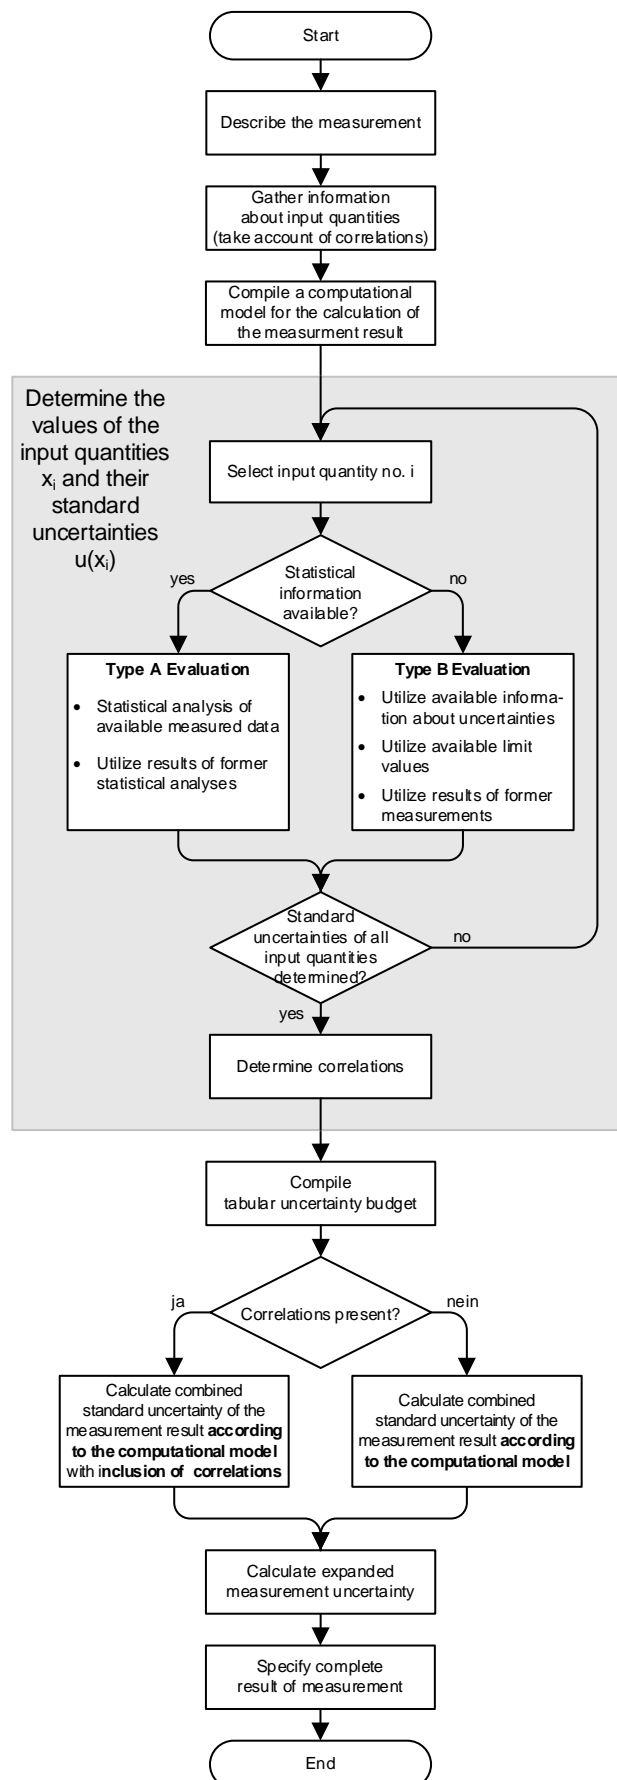 Start
Describe the measurement
Gather information
about input quantities
(take account of correlations)
Compile a computational
model for the calculation of
the measurment result
Determine the
values of the
input quantities
xᵢ and their
standard
uncertainties
u(xᵢ)
Select input quantity no. i
Statistical
information
available?
yes
no
Type A Evaluation
• Statistical analysis of
available measured data
• Utilize results of former
statistical analyses
Type B Evaluation
• Utilize available informa-
tion about uncertainties
• Utilize available limit
values
• Utilize results of former
measurements
Standard
uncertainties of all
input quantities
determined?
no
yes
Determine correlations
Compile
tabular uncertainty budget
Correlations present?
ja
nein
Calculate combined
standard uncertainty of the
measurement result according
to the computational model
with inclusion of correlations
Calculate combined
standard uncertainty of the
measurement result according
to the computational model
Calculate expanded
measurement uncertainty
Specify complete
result of measurement
End